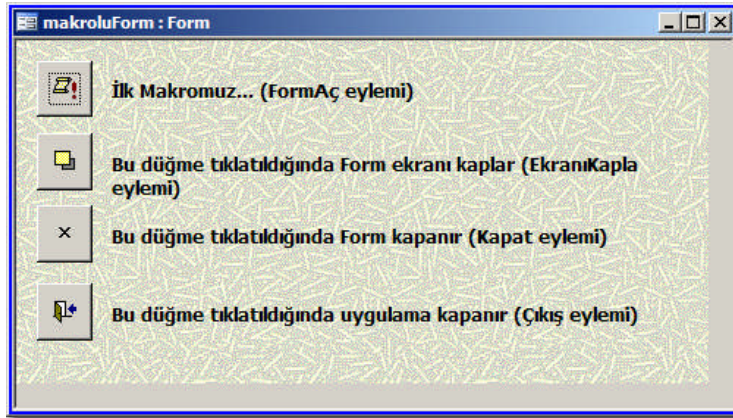 makroluForm : Form
İlk Makromuz... (FormAç eylemi)
Bu düğme tıklatıldığında Form ekranı kaplar (EkranıKapla
eylemi)
Bu düğme tıklatıldığında Form kapanır (Kapat eylemi)
Bu düğme tıklatıldığında uygulama kapanır (Çıkış eylemi)